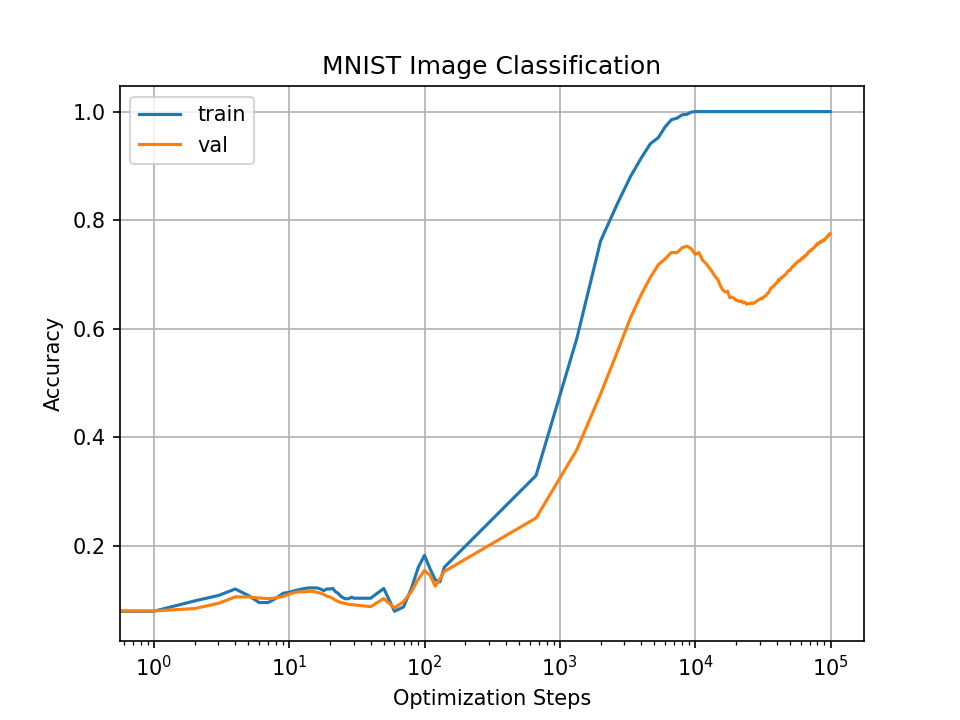 MNIST Image Classification
train
val
1.0
0.8
0.6
0.4
0.2
Accuracy
10⁰ 10¹ 10² 10³ 10⁴ 10⁵
Optimization Steps